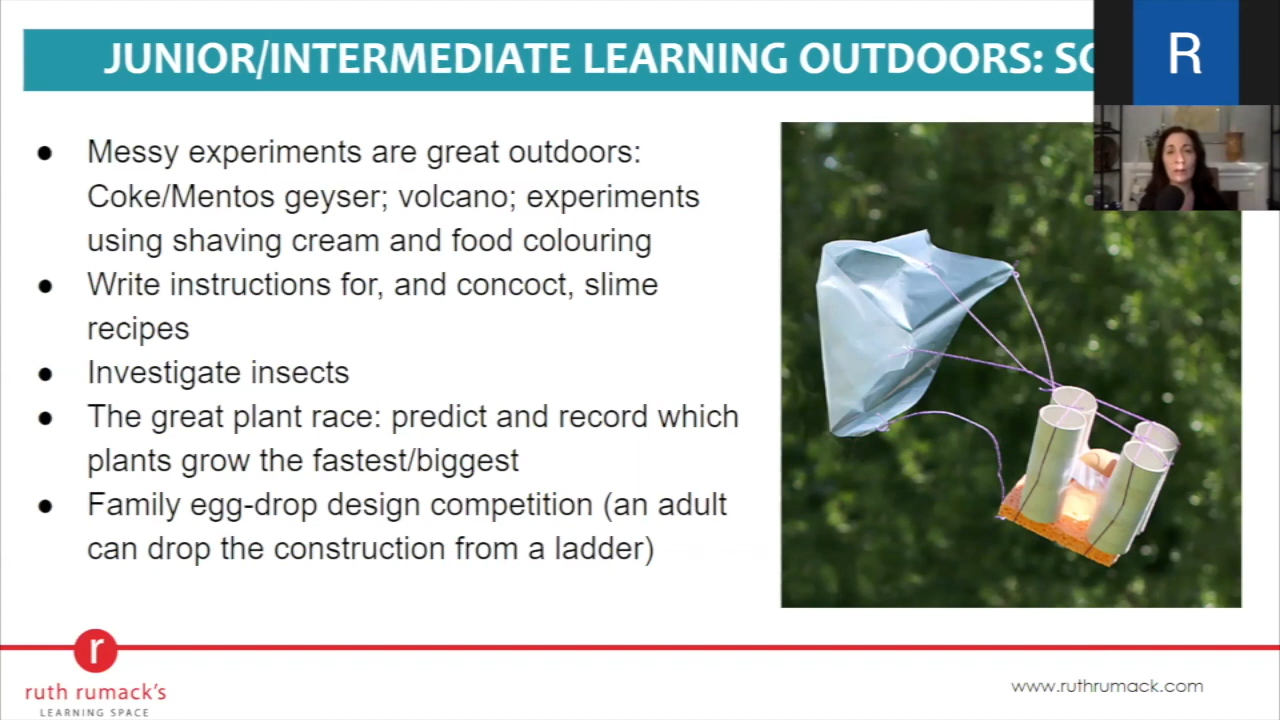 JUNIOR/INTERMEDIATE LEARNING OUTDOORS:
R
● Messy experiments are great outdoors:
Coke/Mentos geyser; volcano; experiments
using shaving cream and food colouring
● Write instructions for, and concoct, slime
recipes
● Investigate insects
● The great plant race: predict and record which
plants grow the fastest/biggest
● Family egg-drop design competition (an adult
can drop the construction from a ladder)
r
ruth rumack's
LEARNING SPACE
www.ruthrumack.com